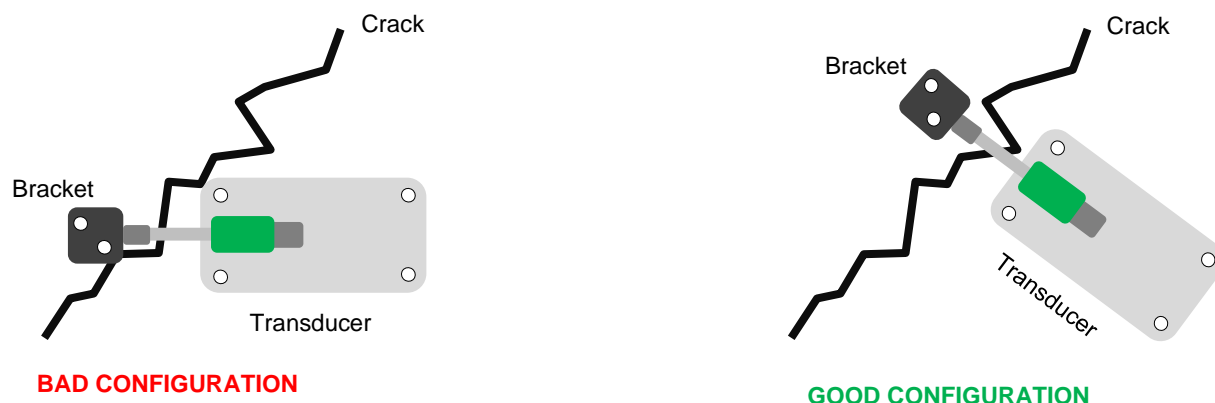 Crack
Bracket
Transducer
BAD CONFIGURATION
Crack
Bracket
Transducer
GOOD CONFIGURATION